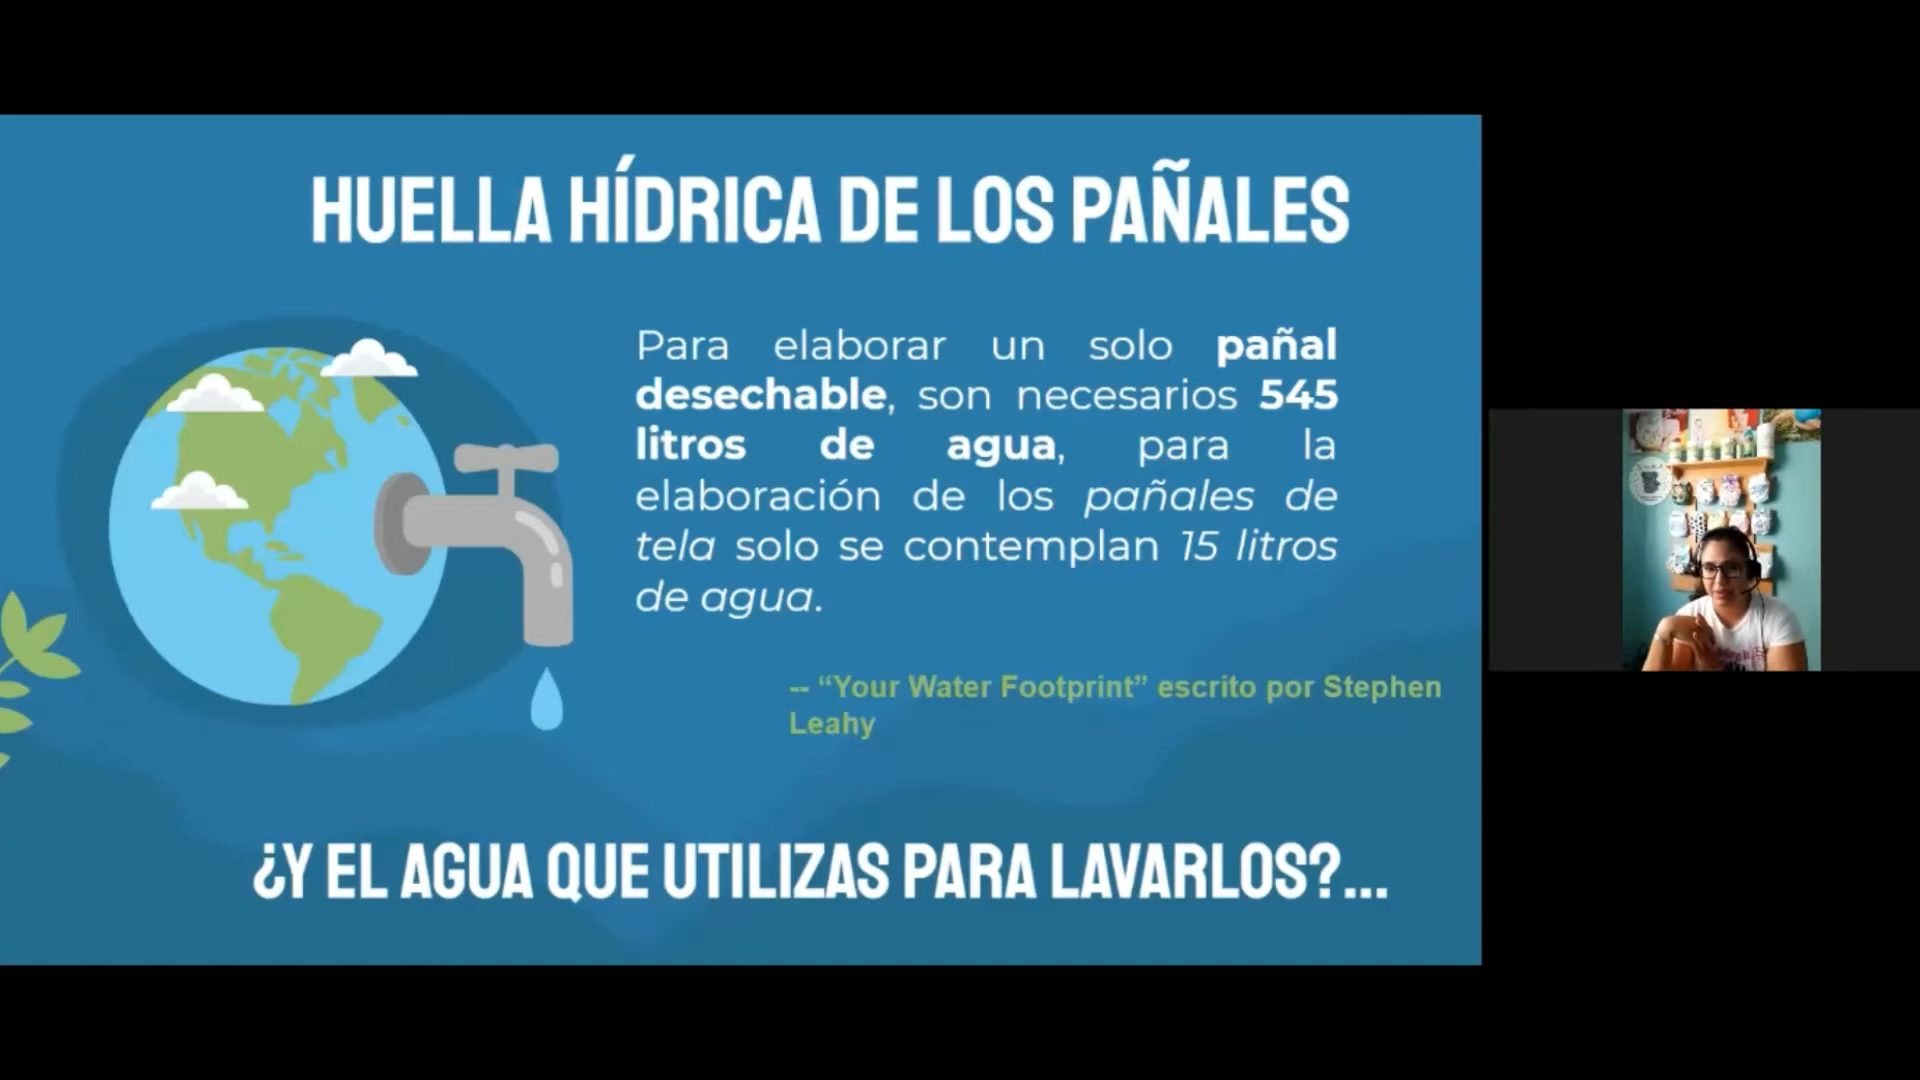 HUELLA HÍDRICA DE LOS PAÑALES
Para elaborar un solo pañal
desechable, son necesarios 545
litros de agua, para la
elaboración de los pañales de
tela solo se contemplan 15 litros
de agua.
-- “Your Water Footprint” escrito por Stephen
Leahy
¿Y EL AGUA QUE UTILIZAS PARA LAVARLOS?...